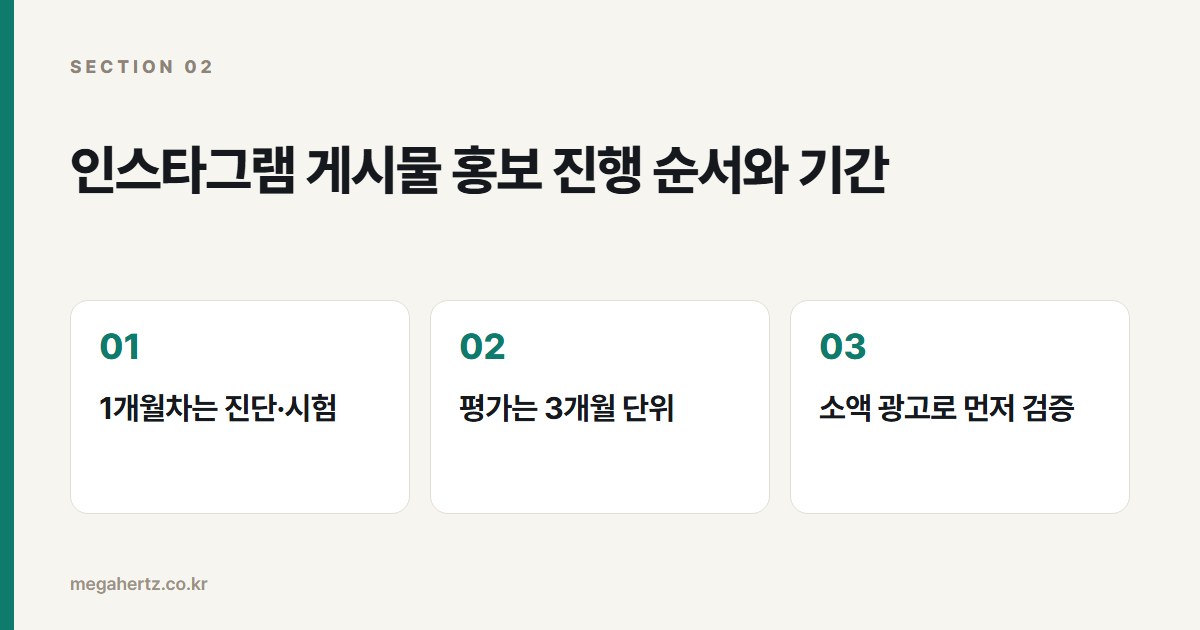 SECTION 02
인스타그램 게시물 홍보 진행 순서와 기간
01
1개월차는 진단·시험
02
평가는 3개월 단위
03
소액 광고로 먼저 검증
megahertz.co.kr